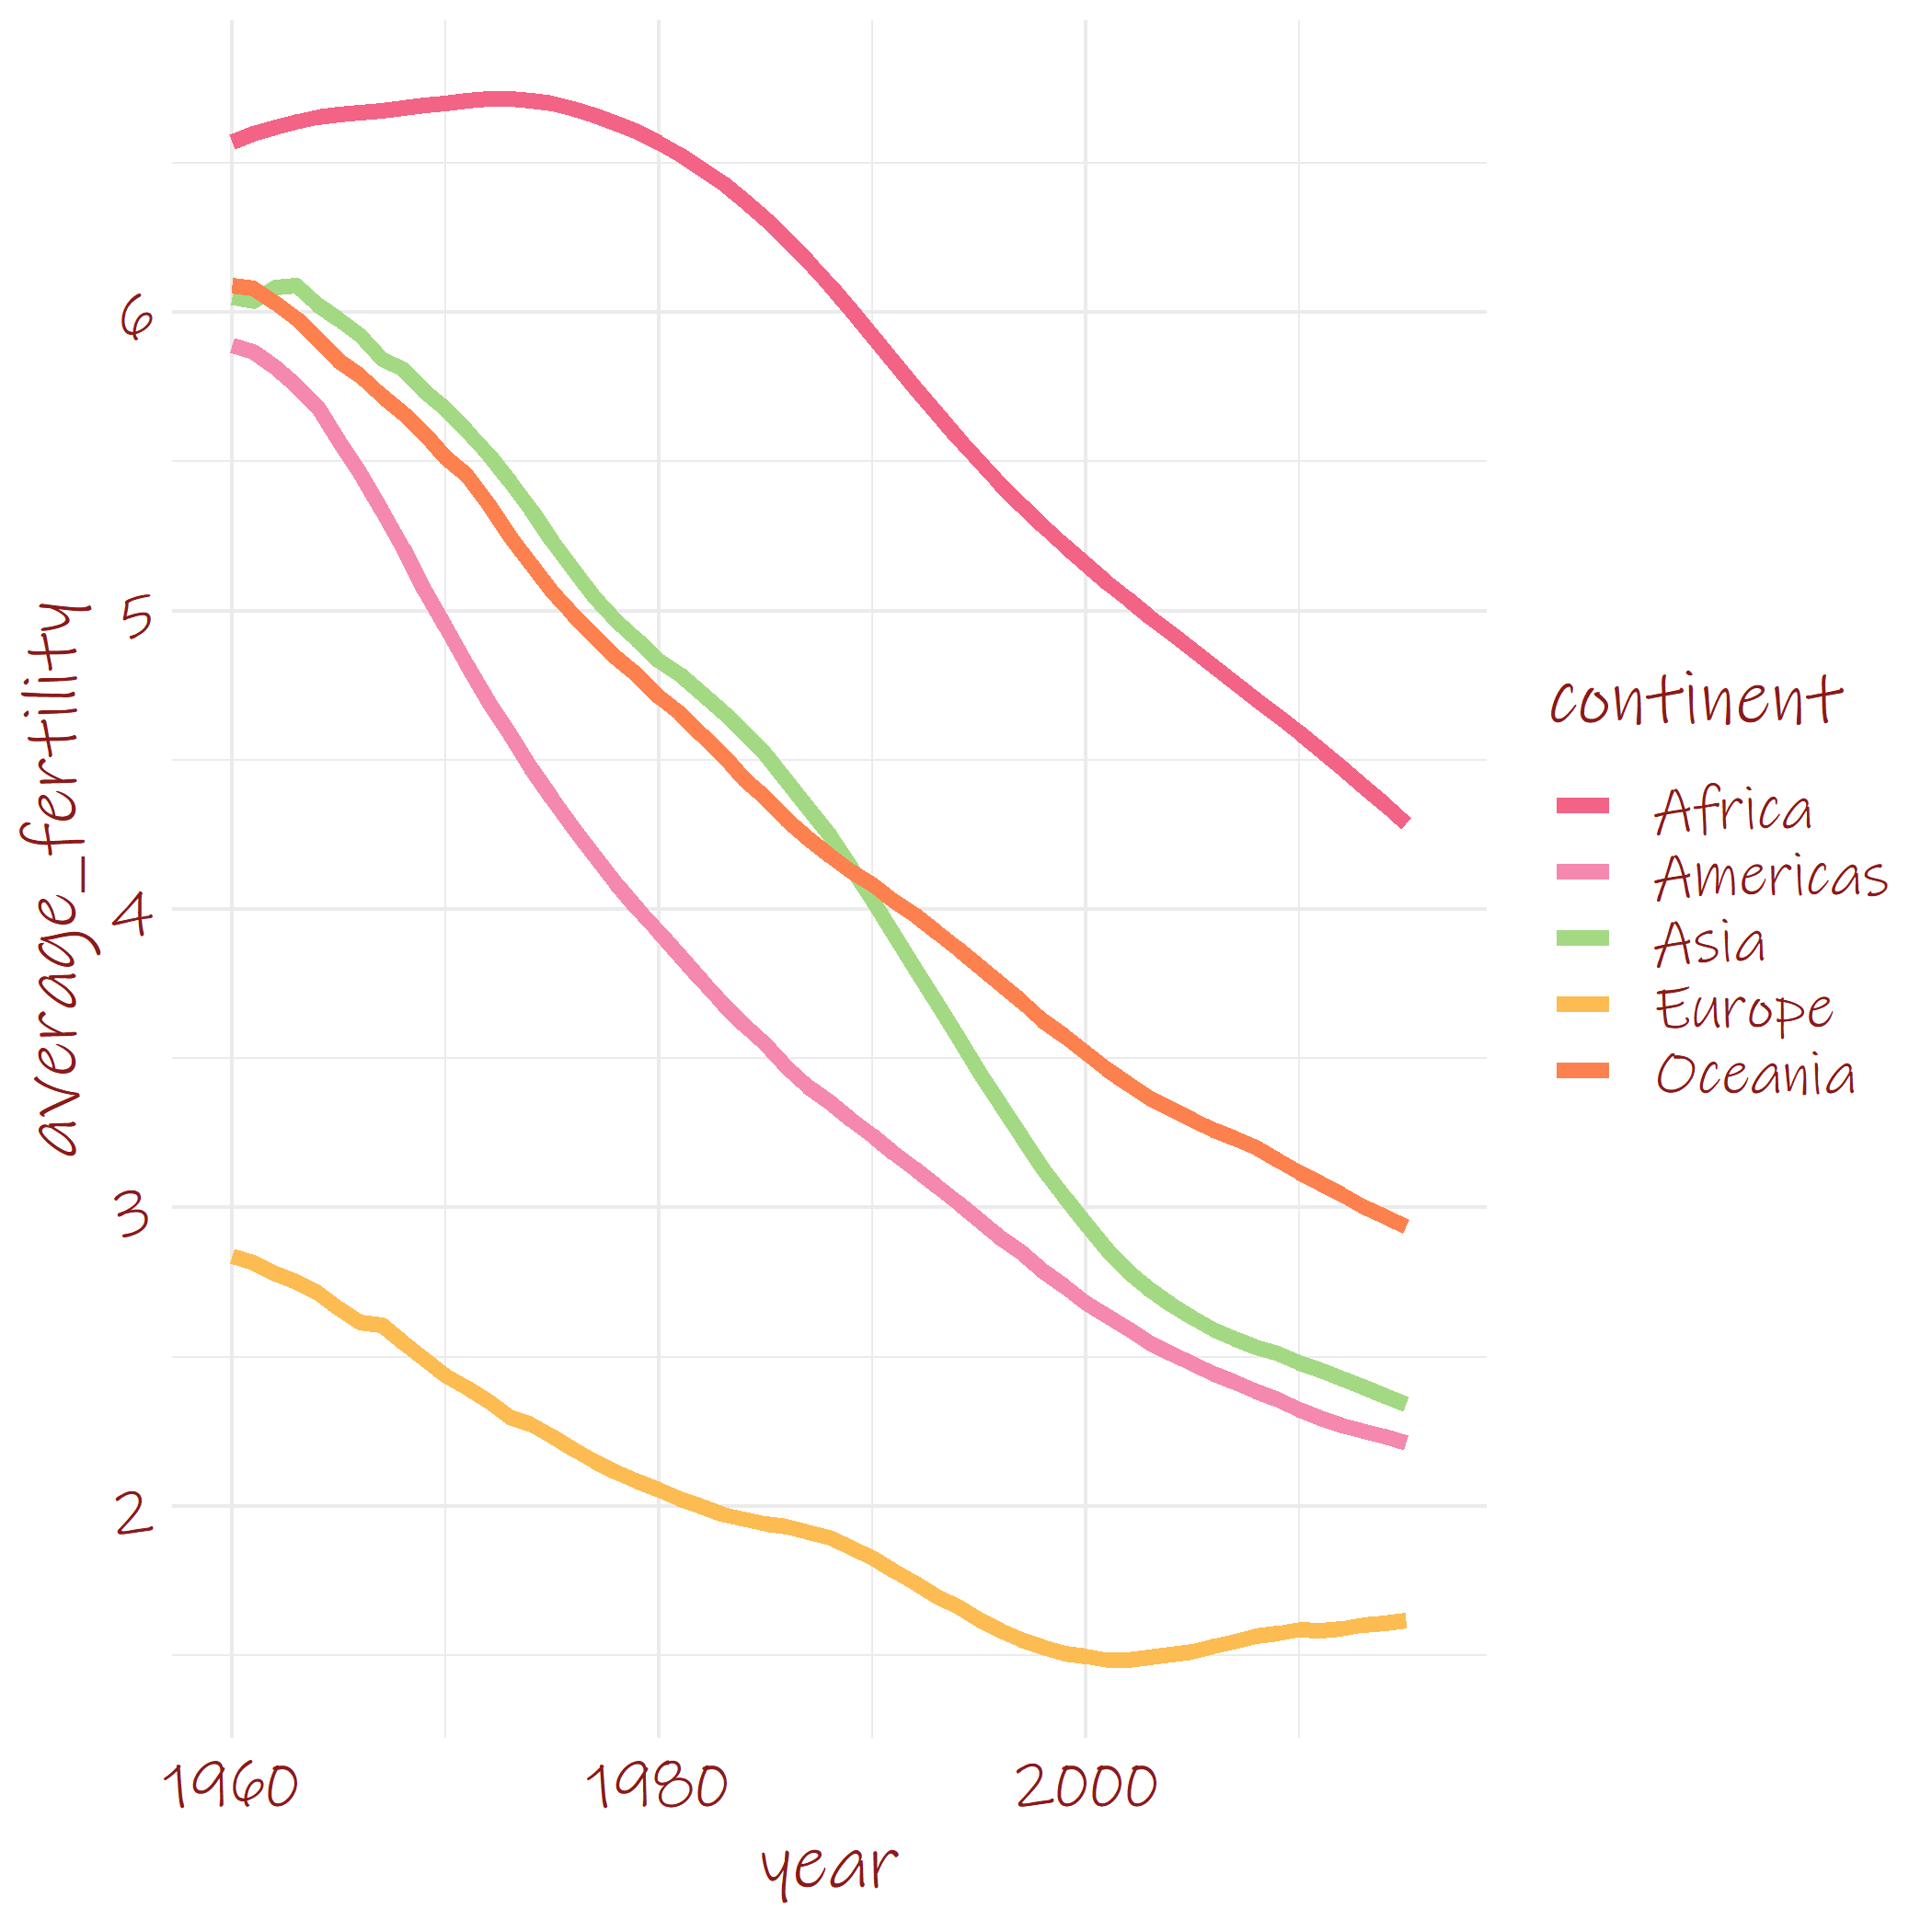 6
5
4
3
2
average_fertility
1960
1980
2000
year
continent
Africa
Americas
Asia
Europe
Oceania